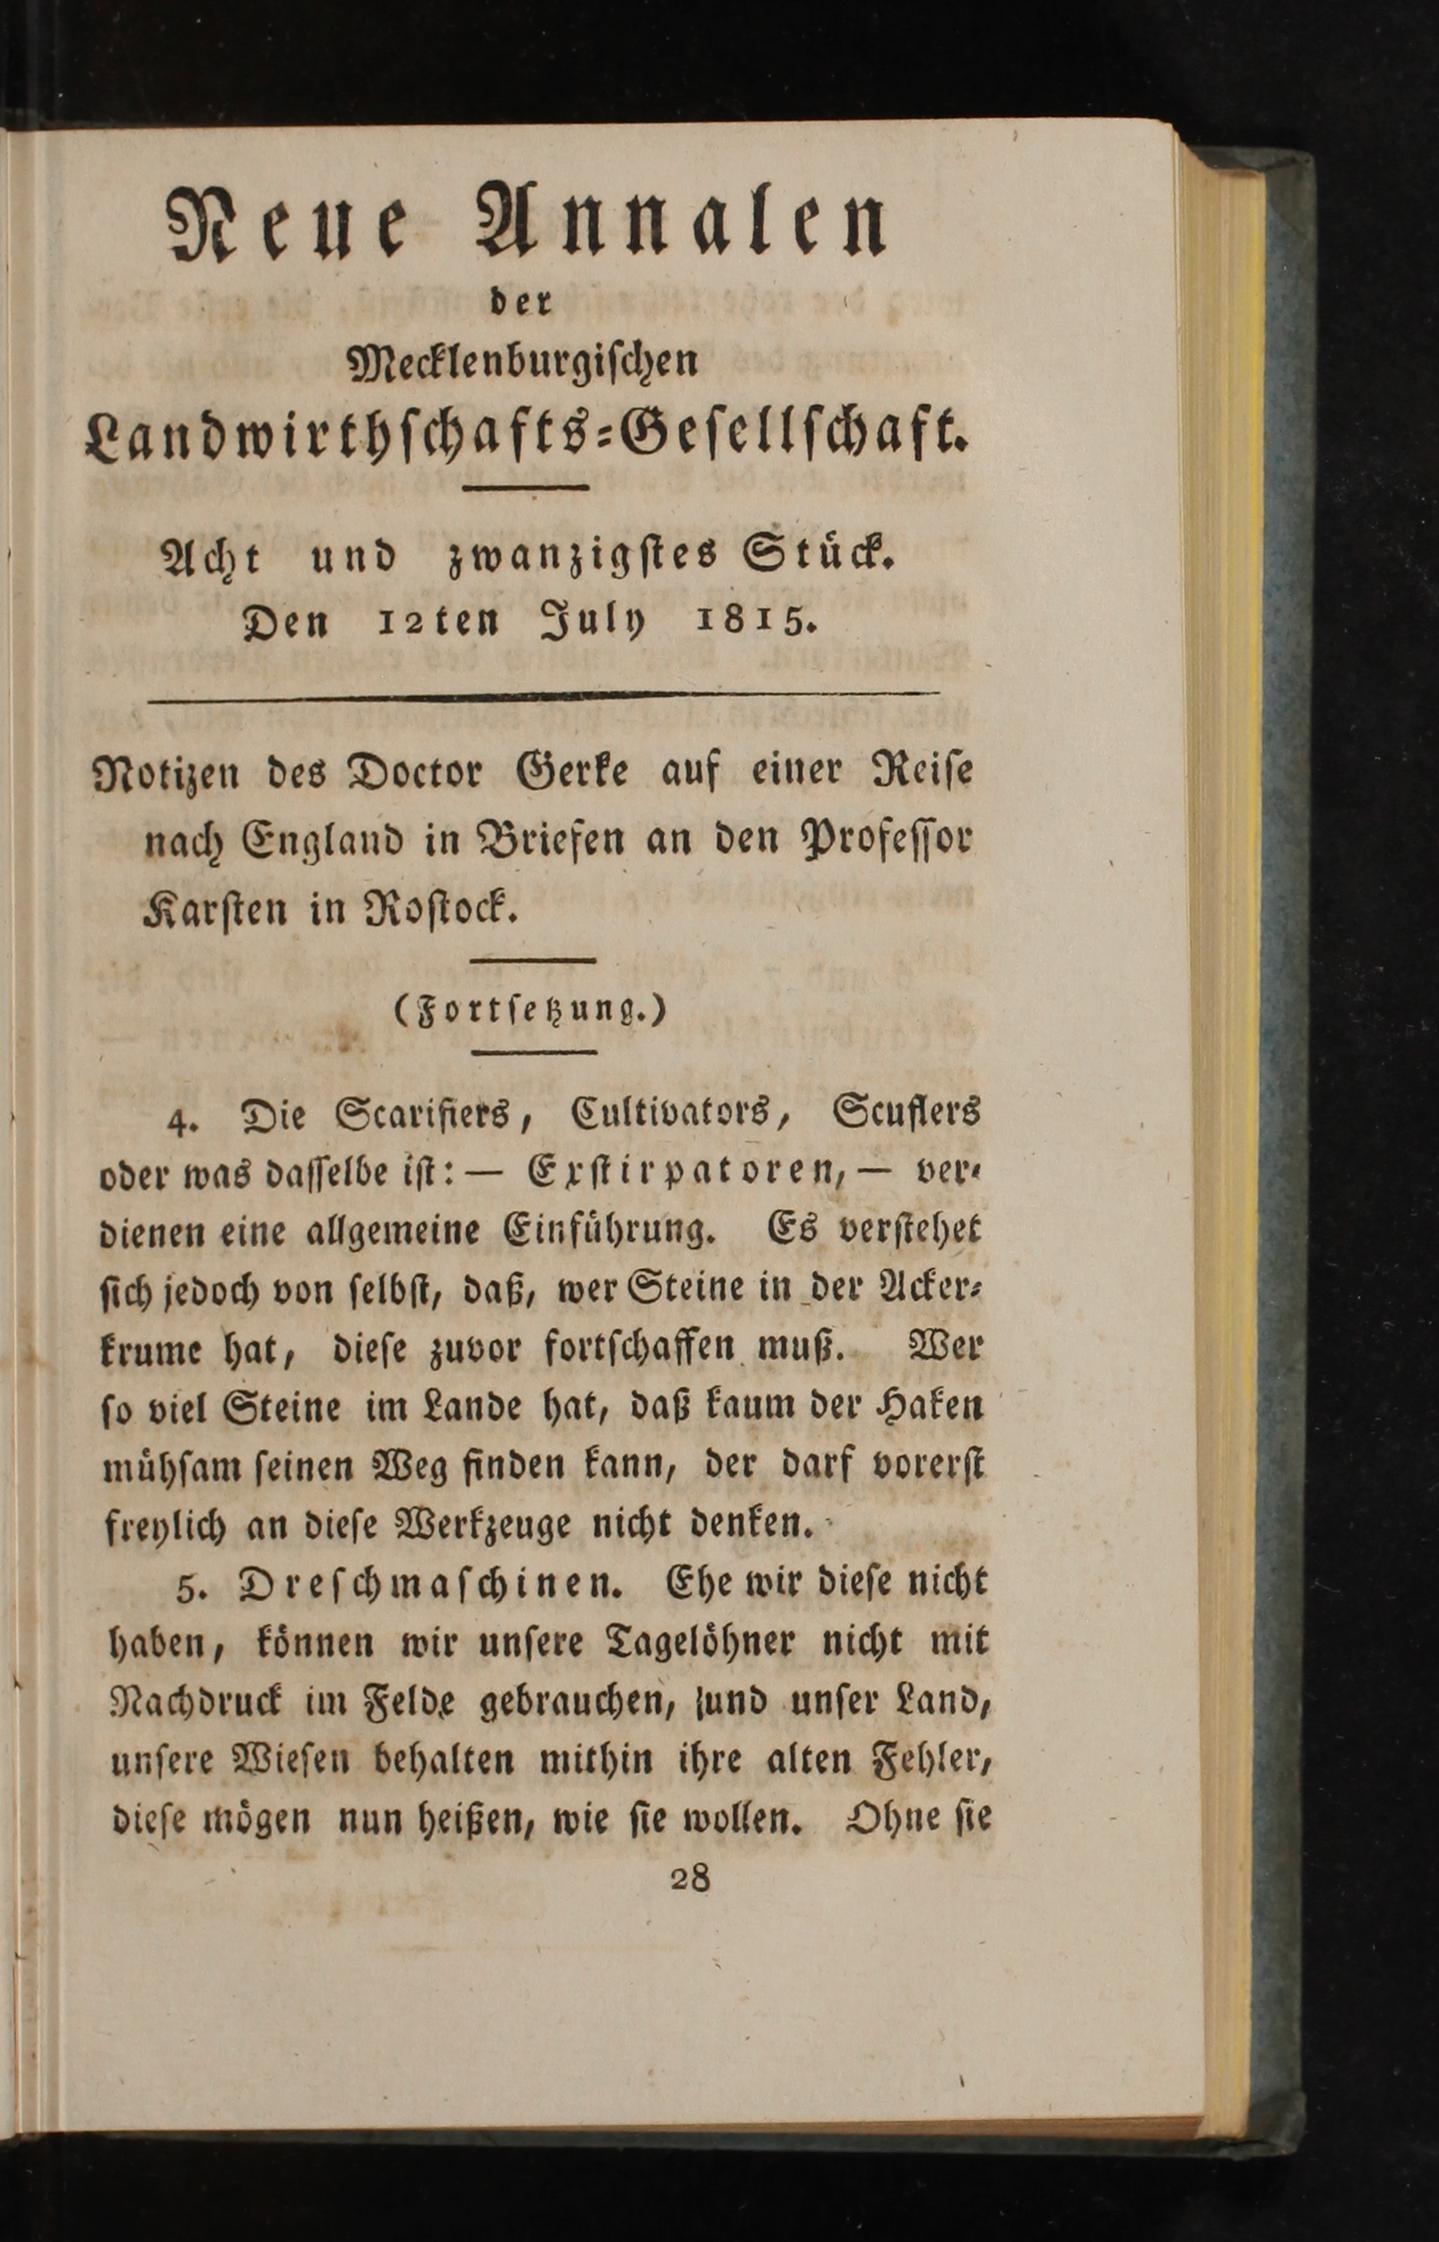 Neue Annalen
der
Mecklenburgiſchen
Landwirthſchafts⸗Geſellſchaft.
Acht und zwanzigſtes Stück.
Den 12ten July 1815.
Notizen des Doctor Gerke auf einer Reiſe
nach England in Briefen an den Profeſſor
Karſten in Roſtock.
(Fortſetzung.)
4. Die Scarifiers, Cultivators, Scuflers
oder was daſſelbe iſt: — Exſtirpatoren, — ver⸗
dienen eine allgemeine Einführung. Es verſtehet
ſich jedoch von ſelbſt, daß, wer Steine in der Acker⸗
krume hat, dieſe zuvor fortſchaffen muß. Wer
ſo viel Steine im Lande hat, daß kaum der Haken
mühſam ſeinen Weg finden kann, der darf vorerſt
freylich an dieſe Werkzeuge nicht denken.
5. Dreſchmaſchinen. Ehe wir dieſe nicht
haben, können wir unſere Tagelöhner nicht mit
Nachdruck im Felde gebrauchen, und unſer Land,
unſere Wieſen behalten mithin ihre alten Fehler,
dieſe mögen nun heißen, wie ſie wollen. Ohne ſie
28